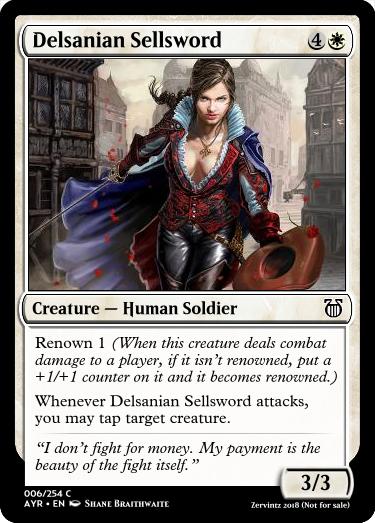 Delsanian Sellsword 4
Creature — Human Soldier
Renown 1 (When this creature deals combat
damage to a player, if it isn't renowned, put a
+1/+1 counter on it and it becomes renowned.)
Whenever Delsanian Sellsword attacks,
you may tap target creature.
"I don't fight for money. My payment is the
beauty of the fight itself."
3/3
006/254 C
AYR • EN Shane Braithwaite
Zervintz 2018 (Not for sale)